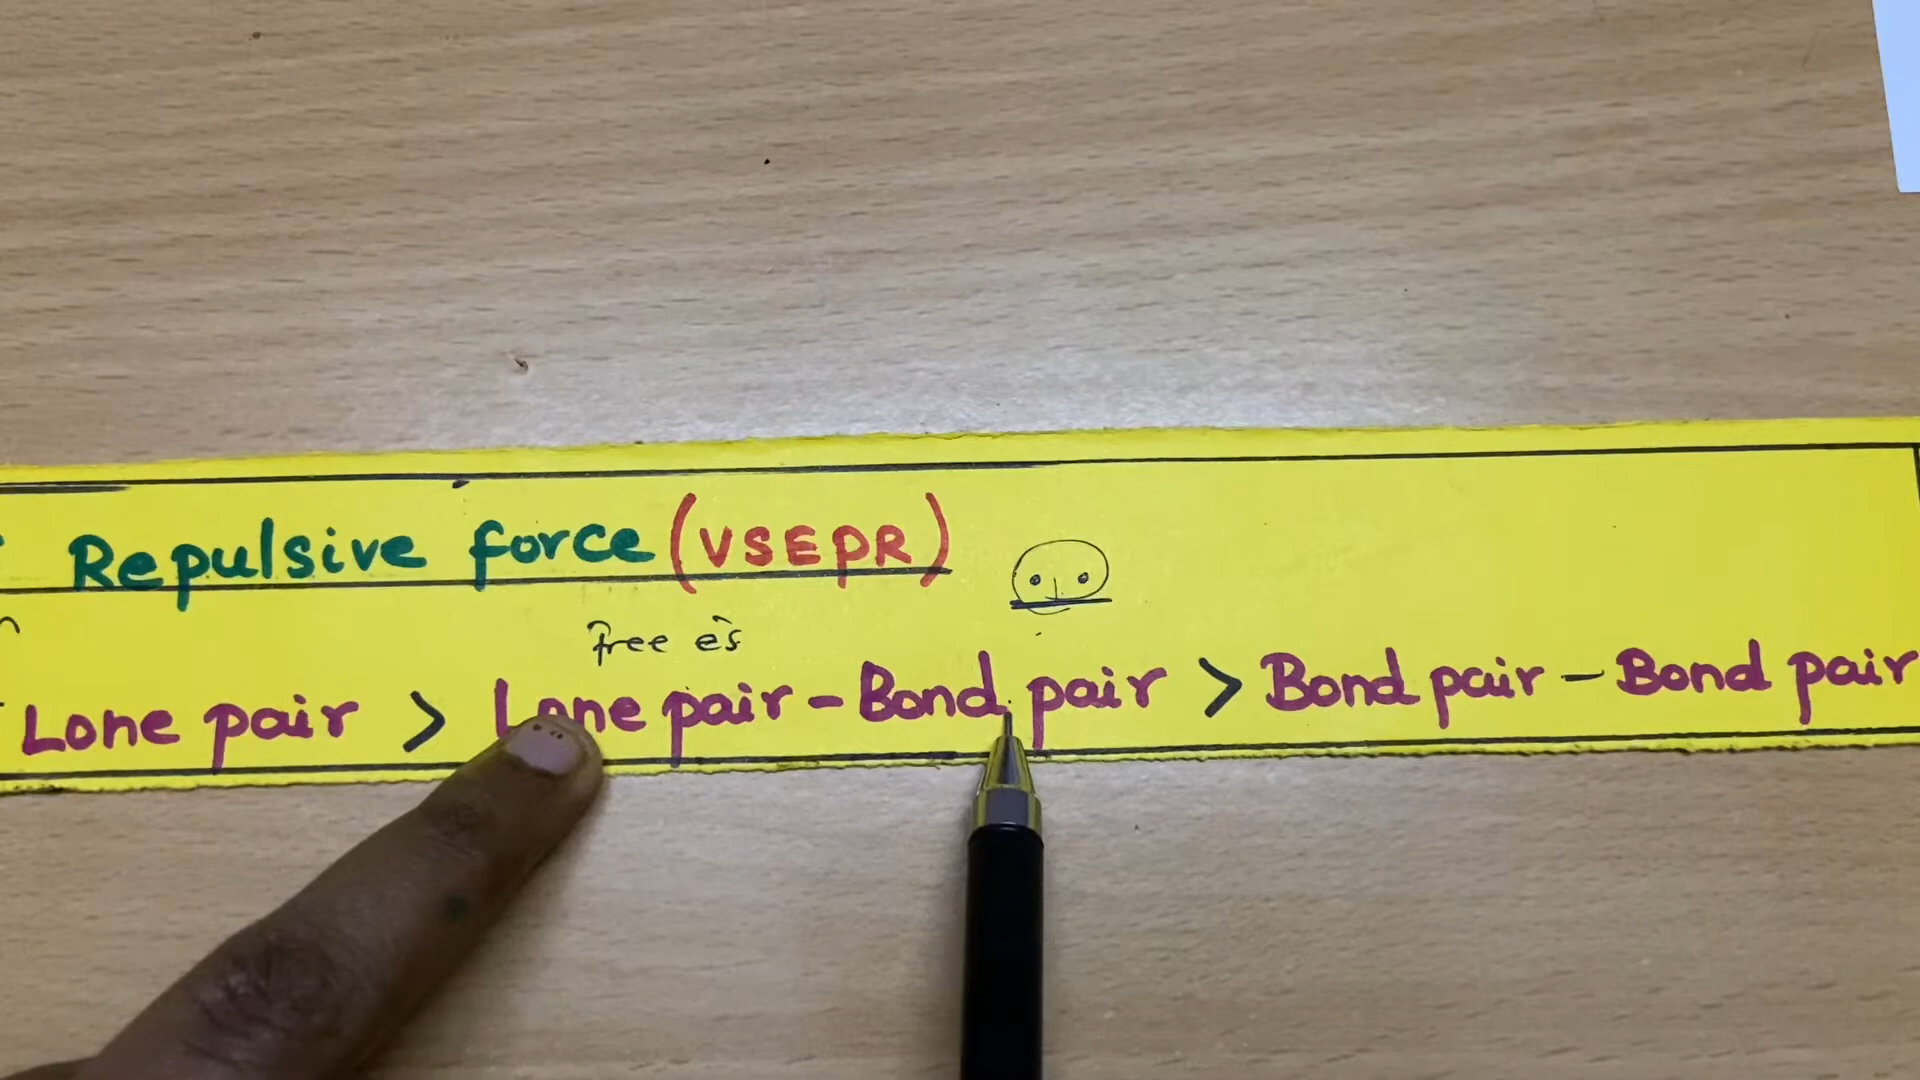 Repulsive force (VSEPR)
free e⁻s
Lone pair > Lone pair - Bond pair > Bond pair - Bond pair